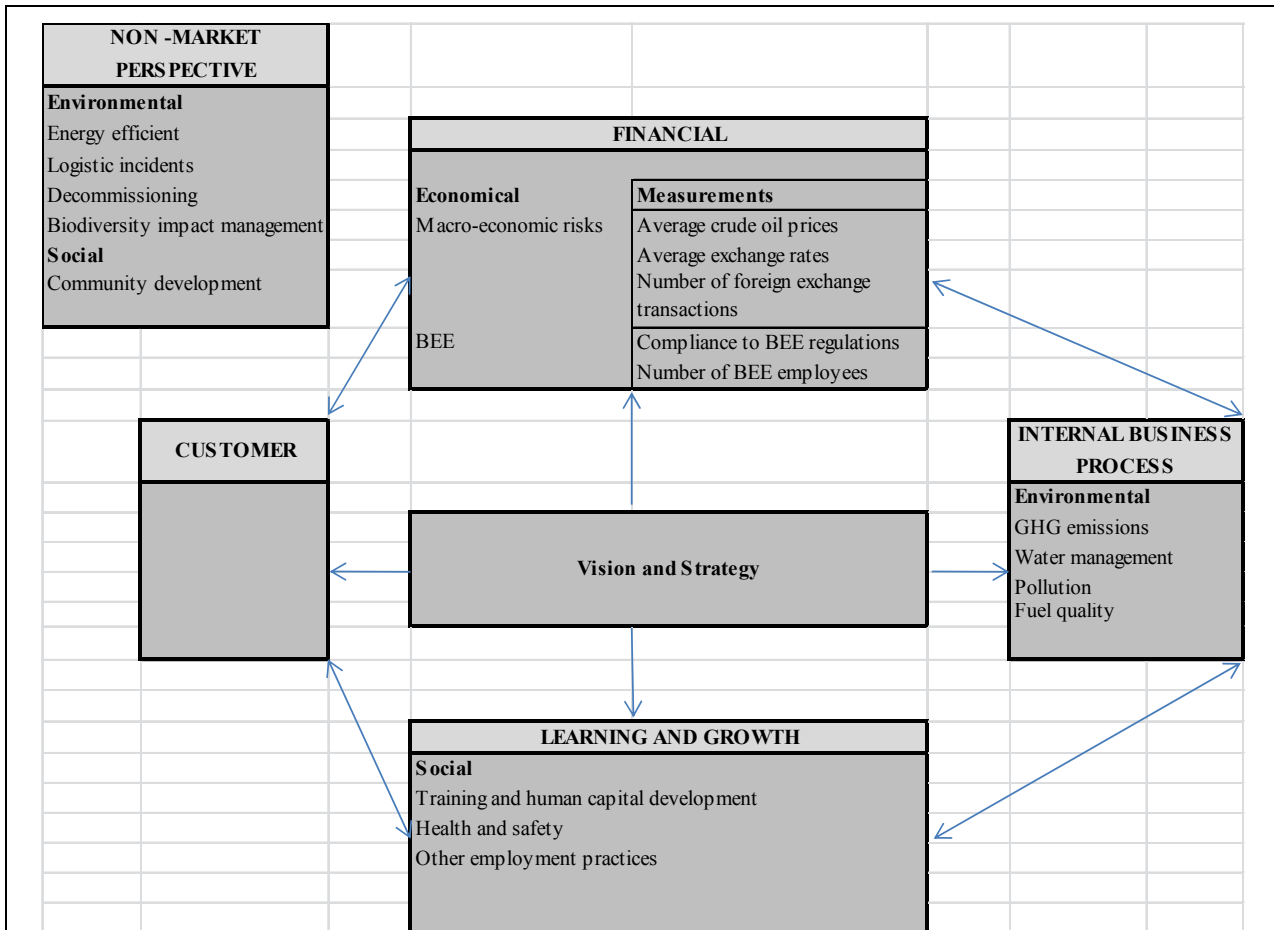 NON -MARKET
PERSPECTIVE
Environmental
Energy efficient
Logistic incidents
Decommissioning
Biodiversity impact management
Social
Community development
FINANCIAL
Economical
Measurements
Macro-economic risks
Average crude oil prices
Average exchange rates
Number of foreign exchange
transactions
BEE
Compliance to BEE regulations
Number of BEE employees
CUSTOMER
INTERNAL BUSINESS
PROCESS
Environmental
GHG emissions
Water management
Pollution
Fuel quality
Vision and Strategy
LEARNING AND GROWTH
Social
Training and human capital development
Health and safety
Other employment practices